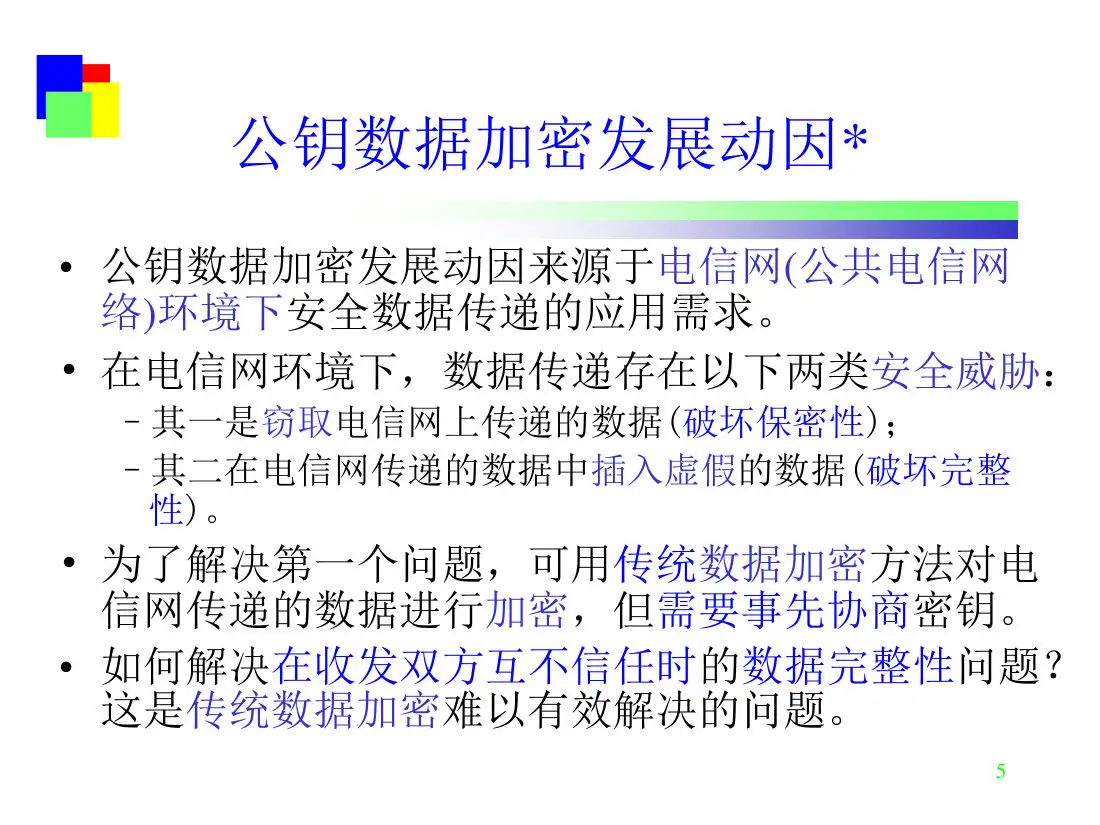 公钥数据加密发展动因*
• 公钥数据加密发展动因来源于电信网(公共电信网
络)环境下安全数据传递的应用需求。
• 在电信网环境下，数据传递存在以下两类安全威胁：
–其一是窃取电信网上传递的数据(破坏保密性)；
–其二在电信网传递的数据中插入虚假的数据(破坏完整
性)。
• 为了解决第一个问题，可用传统数据加密方法对电
信网传递的数据进行加密，但需要事先协商密钥。
• 如何解决在收发双方互不信任时的数据完整性问题？
这是传统数据加密难以有效解决的问题。
5